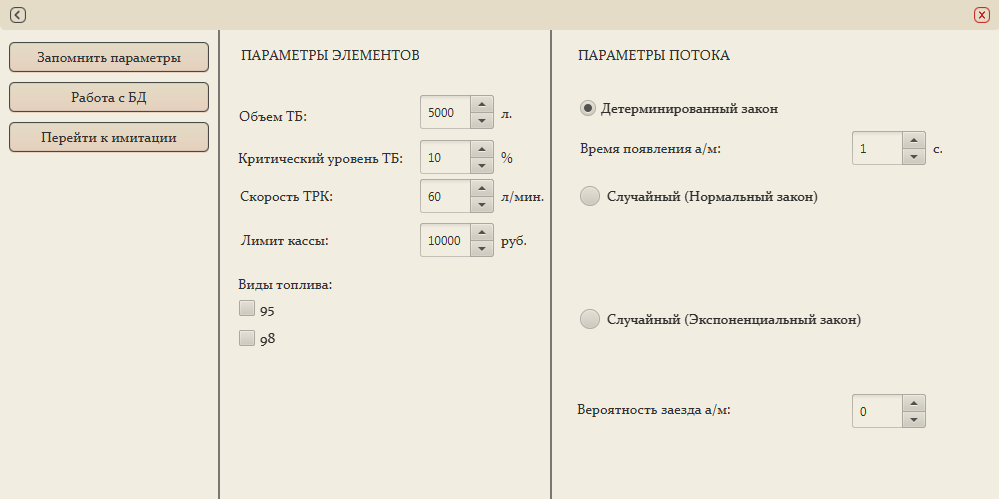 Запомнить параметры
Работа с БД
Перейти к имитации
ПАРАМЕТРЫ ЭЛЕМЕНТОВ
Объем ТБ: 5000 л.
Критический уровень ТБ: 10 %
Скорость ТРК: 60 л/мин.
Лимит кассы: 10000 руб.
Виды топлива:
95
98
ПАРАМЕТРЫ ПОТОКА
Детерминированный закон
Время появления а/м: 1 с.
Случайный (Нормальный закон)
Случайный (Экспоненциальный закон)
Вероятность заезда а/м: 0